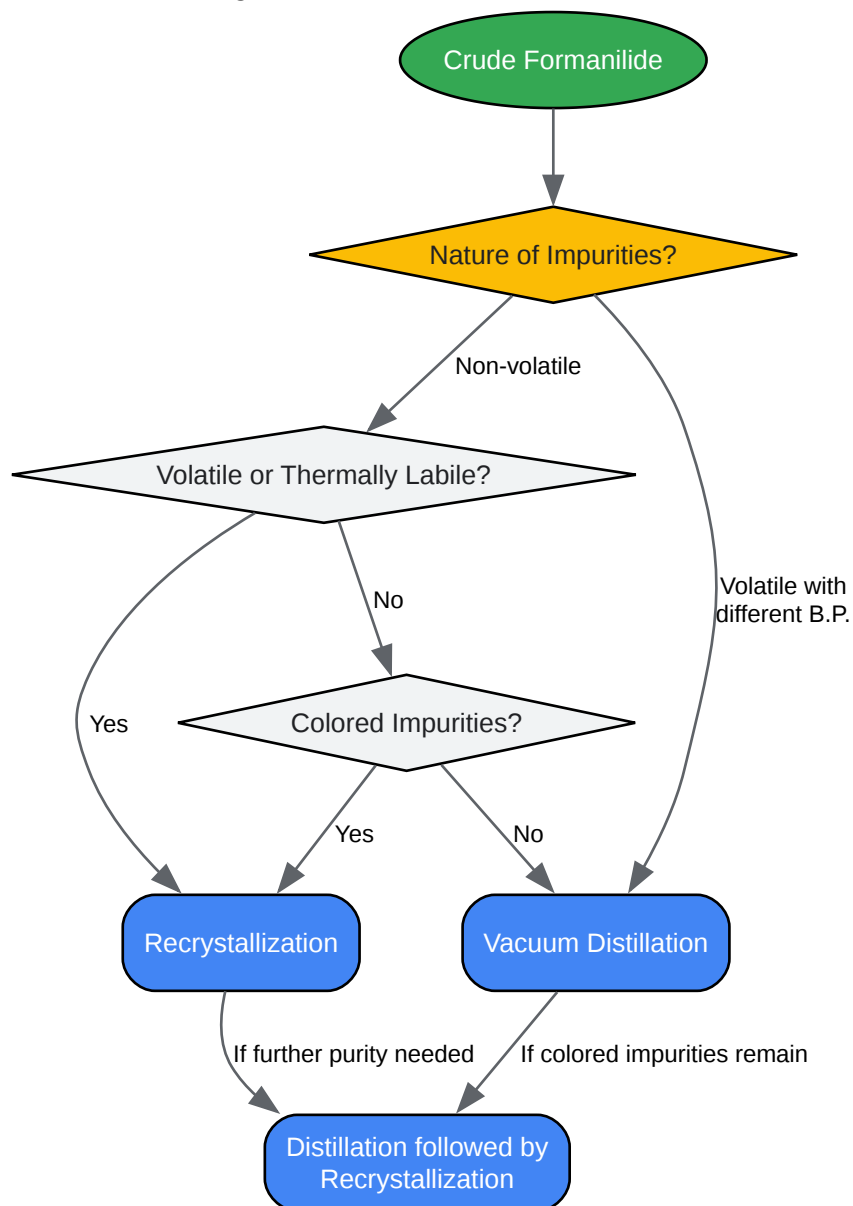 Crude Formanilide
Nature of Impurities?
Non-volatile
Volatile or Thermally Labile?
Volatile with
different B.P.
No
Yes
Colored Impurities?
Yes
No
Recrystallization
Vacuum Distillation
If further purity needed
If colored impurities remain
Distillation followed by
Recrystallization